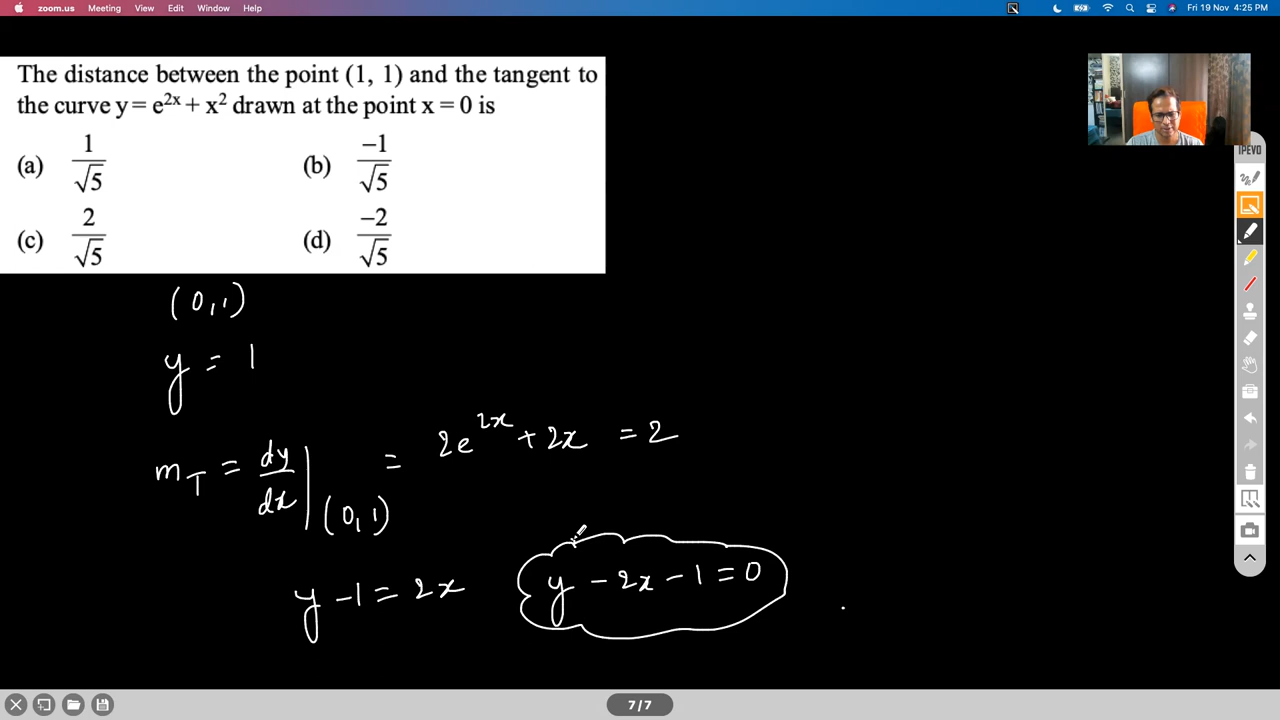 zoom.us Meeting View Edit Window Help Fri 19 Nov 4:25 PM
The distance between the point (1, 1) and the tangent to
the curve y = e^2x + x^2 drawn at the point x = 0 is
(a) 1/√5 (b) −1/√5
(c) 2/√5 (d) −2/√5
IPEVO
(0, 1)
y = 1
m_T = dy/dx |(0, 1) = 2e^2x + 2x = 2
y − 1 = 2x y − 2x − 1 = 0
7/7